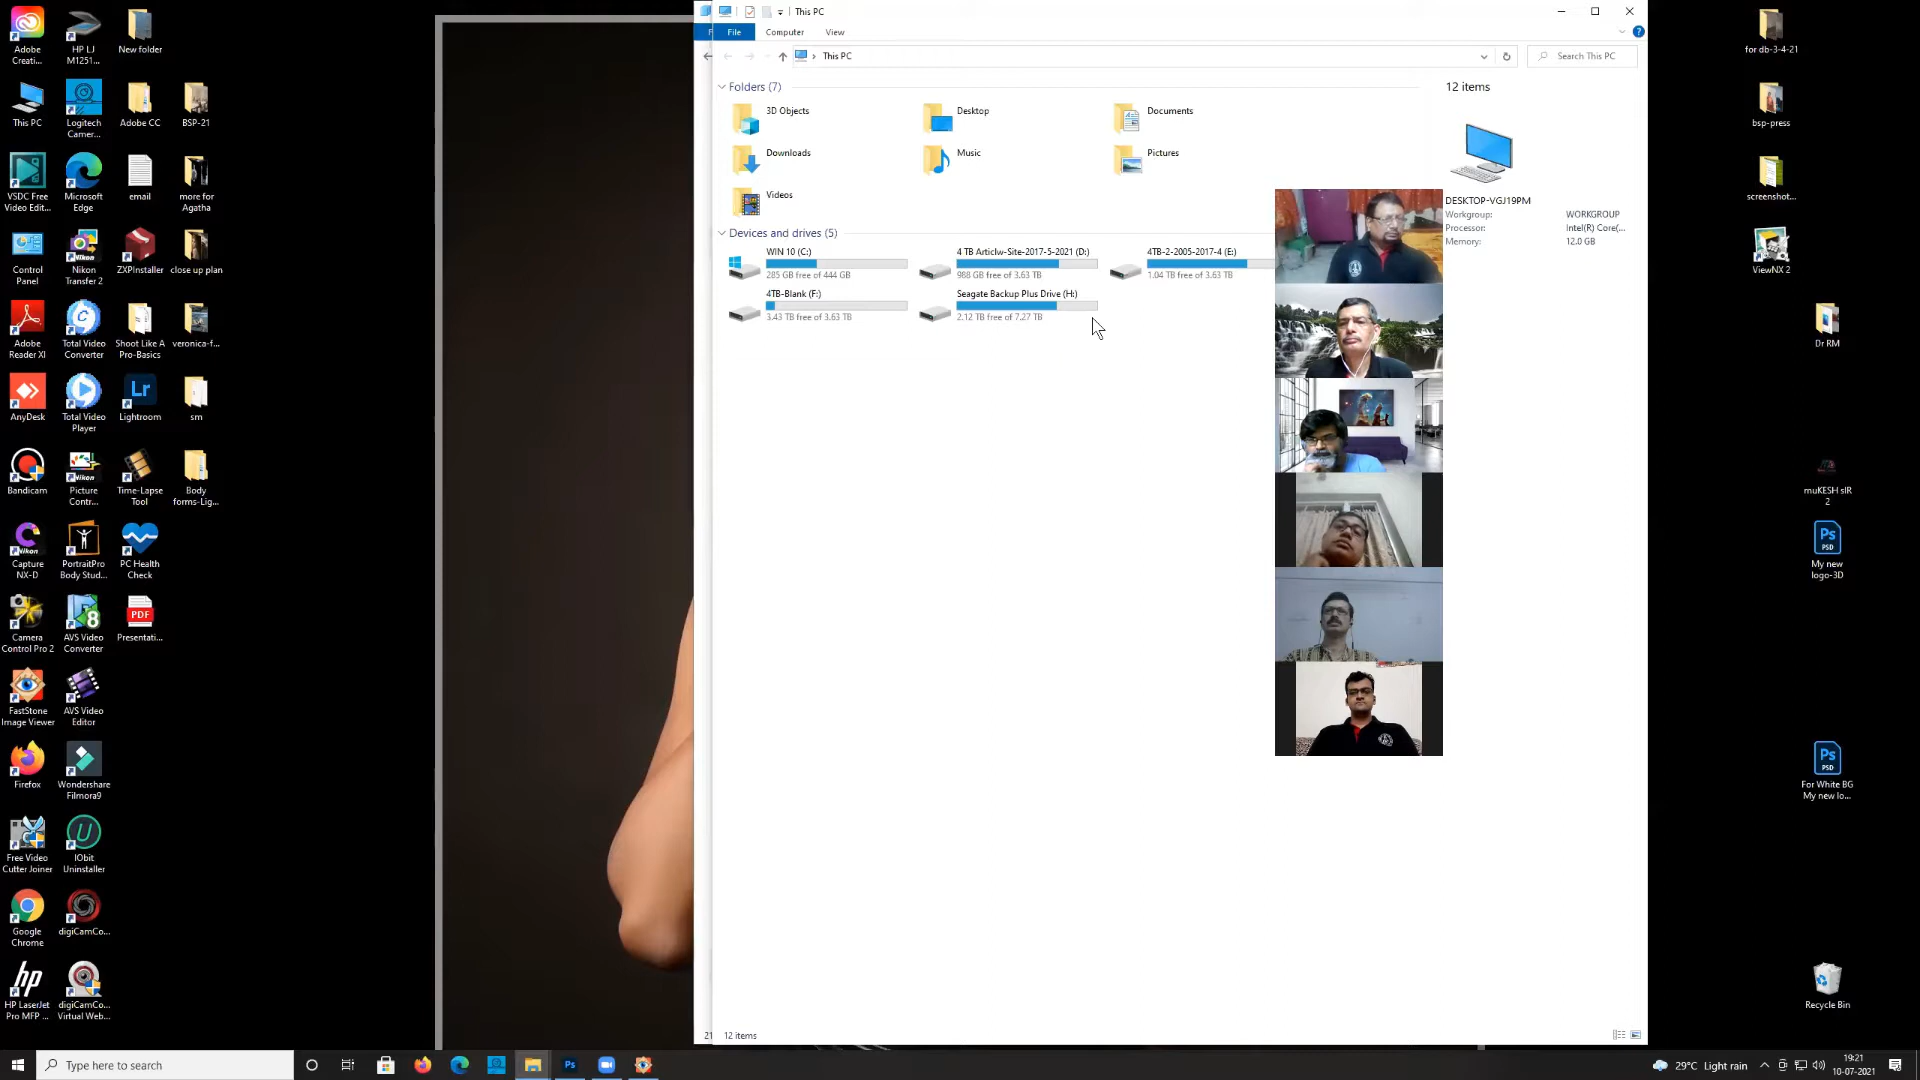 Adobe
Creati...
HP LJ
M1251...
New folder
This PC
Logitech
Camer...
Adobe CC
BSP-21
VSDC Free
Video Edit...
Microsoft
Edge
email
more for
Agatha
Control
Panel
Nikon
Transfer 2
ZXPInstaller
close up plan
Adobe
Reader XI
Total Video
Converter
Shoot Like A
Pro-Basics
veronica-f...
AnyDesk
Total Video
Player
Lr
Lightroom
sm
Bandicam
Nikon
Picture
Contr...
Time-Lapse
Tool
Body
forms-Lig...
Nikon
Capture
NX-D
PortraitPro
Body Stud...
PC Health
Check
Camera
Control Pro 2
8
AVS Video
Converter
PDF
Presentati...
FastStone
Image Viewer
AVS Video
Editor
Firefox
Wondershare
Filmora9
Free Video
Cutter Joiner
IObit
Uninstaller
Google
Chrome
digiCamCo...
hp
HP LaserJet
Pro MFP ...
digiCamCo...
Virtual Web...
This PC
File
Computer
View
This PC
Search This PC
Folders (7)
3D Objects
Desktop
Documents
Downloads
Music
Pictures
Videos
Devices and drives (5)
WIN 10 (C:)
285 GB free of 444 GB
4 TB Articlw-Site-2017-5-2021 (D:)
988 GB free of 3.63 TB
4TB-2-2005-2017-4 (E:)
1.04 TB free of 3.63 TB
4TB-Blank (F:)
3.43 TB free of 3.63 TB
Seagate Backup Plus Drive (H:)
2.12 TB free of 7.27 TB
12 items
DESKTOP-VGJ19PM
Workgroup: WORKGROUP
Processor: Intel(R) Core(...
Memory: 12.0 GB
21
12 items
for db-3-4-21
bsp-press
screenshot...
ViewNX 2
Dr RM
muKESH sIR
2
Ps
PSD
My new
logo-3D
Ps
PSD
For White BG
My new lo...
Recycle Bin
Type here to search
Ps
29°C Light rain
19:21
10-07-2021